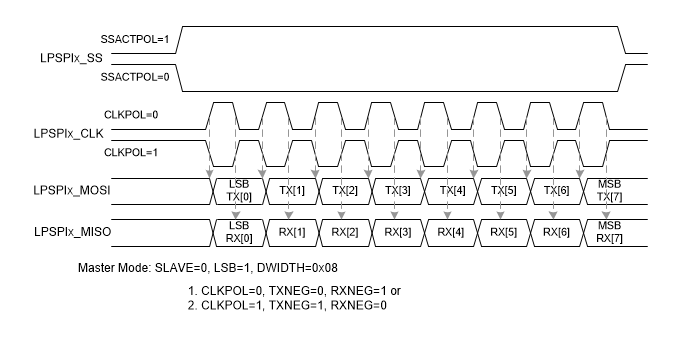 SSACTPOL=1
LPSPIx_SS
SSACTPOL=0
CLKPOL=0
LPSPIx_CLK
CLKPOL=1
LPSPIx_MOSI
LSB TX[0] TX[1] TX[2] TX[3] TX[4] TX[5] TX[6] MSB TX[7]
LPSPIx_MISO
LSB RX[0] RX[1] RX[2] RX[3] RX[4] RX[5] RX[6] MSB RX[7]
Master Mode: SLAVE=0, LSB=1, DWIDTH=0x08
1. CLKPOL=0, TXNEG=0, RXNEG=1 or
2. CLKPOL=1, TXNEG=1, RXNEG=0